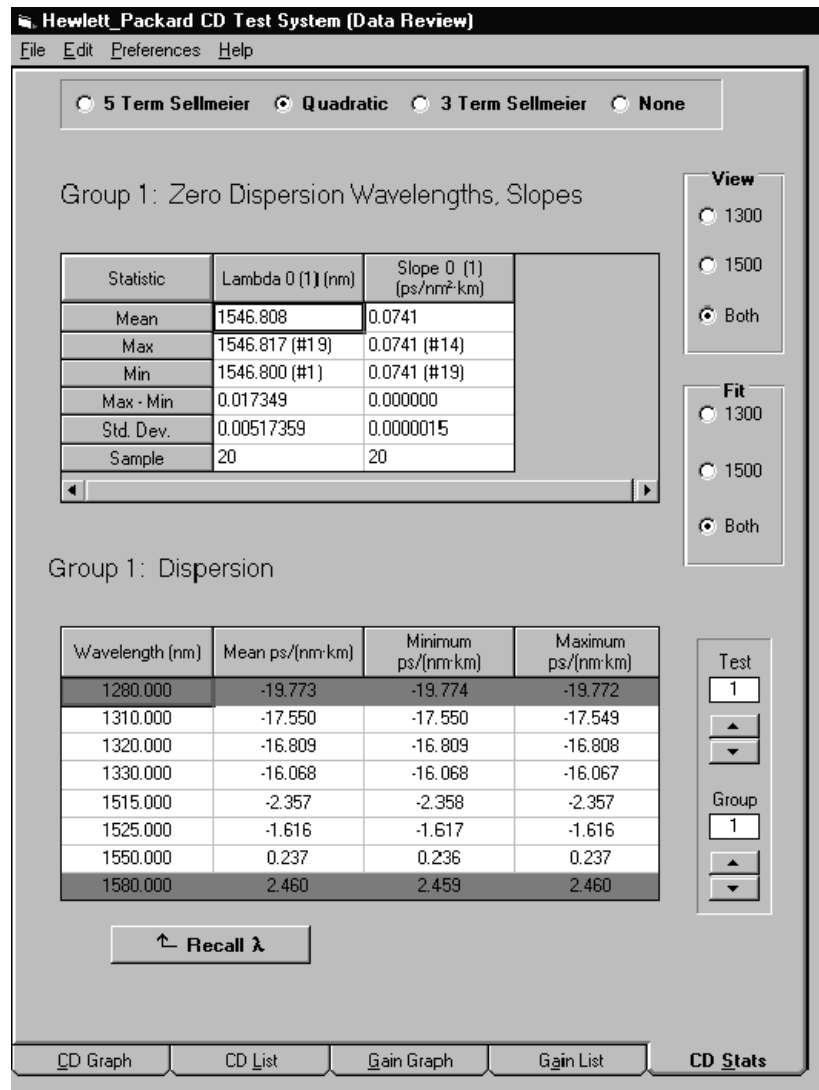 Hewlett_Packard CD Test System (Data Review)
File Edit Preferences Help
5 Term Sellmeier Quadratic 3 Term Sellmeier None
Group 1: Zero Dispersion Wavelengths, Slopes
Statistic Lambda 0 (1) (nm) Slope 0 (1) (ps/nm²·km)
Mean 1546.808 0.0741
Max 1546.817 (#19) 0.0741 (#14)
Min 1546.800 (#1) 0.0741 (#19)
Max - Min 0.017349 0.000000
Std. Dev. 0.00517359 0.0000015
Sample 20 20
View
1300
1500
Both
Fit
1300
1500
Both
Group 1: Dispersion
Wavelength (nm) Mean ps/(nm·km) Minimum ps/(nm·km) Maximum ps/(nm·km)
1280.000 -19.773 -19.774 -19.772
1310.000 -17.550 -17.550 -17.549
1320.000 -16.809 -16.809 -16.808
1330.000 -16.068 -16.068 -16.067
1515.000 -2.357 -2.358 -2.357
1525.000 -1.616 -1.617 -1.616
1550.000 0.237 0.236 0.237
1580.000 2.460 2.459 2.460
Test
1
Group
1
Recall λ
CD Graph CD List Gain Graph Gain List CD Stats